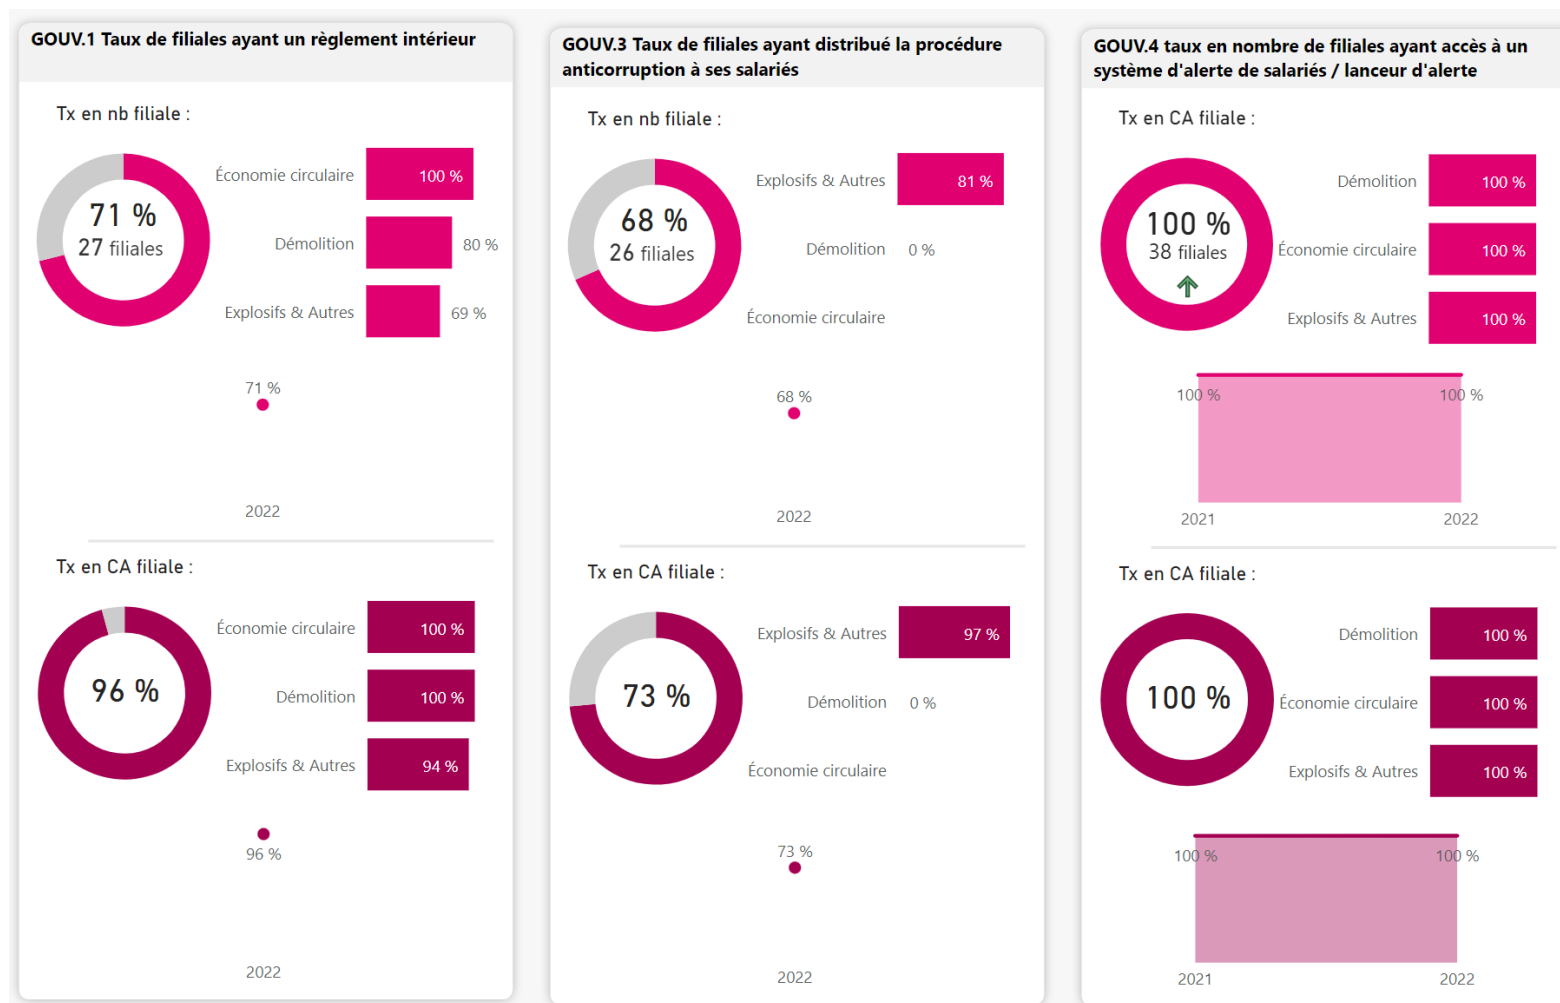 GOUV.1 Taux de filiales ayant un règlement intérieur
Tx en nb filiale :
71 %
27 filiales
Économie circulaire
100 %
Démolition
80 %
Explosifs & Autres
69 %
71 %
2022
Tx en CA filiale :
96 %
Économie circulaire
100 %
Démolition
100 %
Explosifs & Autres
94 %
96 %
2022
GOUV.3 Taux de filiales ayant distribué la procédure
anticorruption à ses salariés
Tx en nb filiale :
68 %
26 filiales
Explosifs & Autres
81 %
Démolition
0 %
Économie circulaire
68 %
2022
Tx en CA filiale :
73 %
Explosifs & Autres
97 %
Démolition
0 %
Économie circulaire
73 %
2022
GOUV.4 taux en nombre de filiales ayant accès à un
système d'alerte de salariés / lanceur d'alerte
Tx en CA filiale :
100 %
38 filiales
Démolition
100 %
Économie circulaire
100 %
Explosifs & Autres
100 %
100 %
100 %
2021
2022
Tx en CA filiale :
100 %
Démolition
100 %
Économie circulaire
100 %
Explosifs & Autres
100 %
100 %
100 %
2021
2022